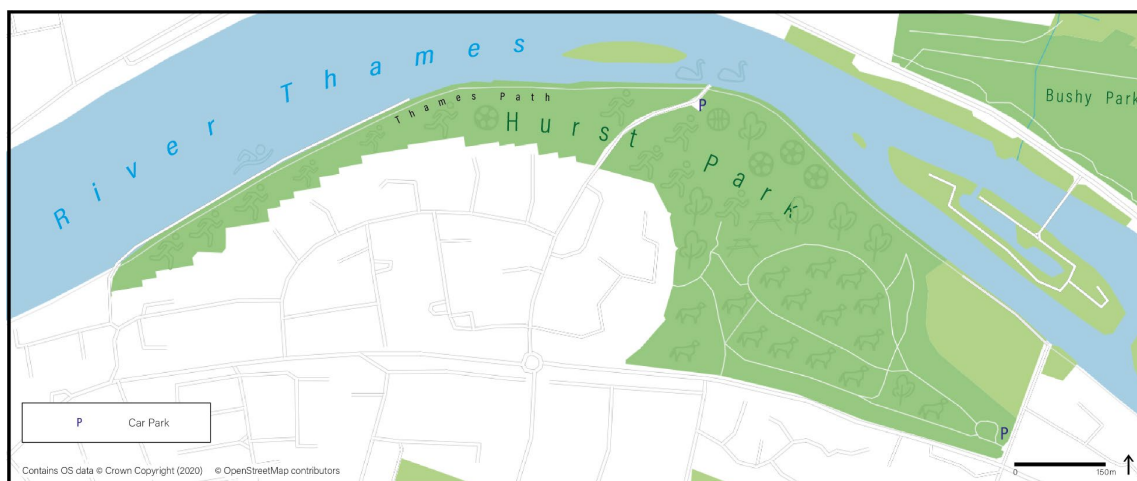 River Thames
Thames Path
Hurst Park
Bushy Park
P
P
P Car Park
Contains OS data © Crown Copyright (2020) © OpenStreetMap contributors
0 150m